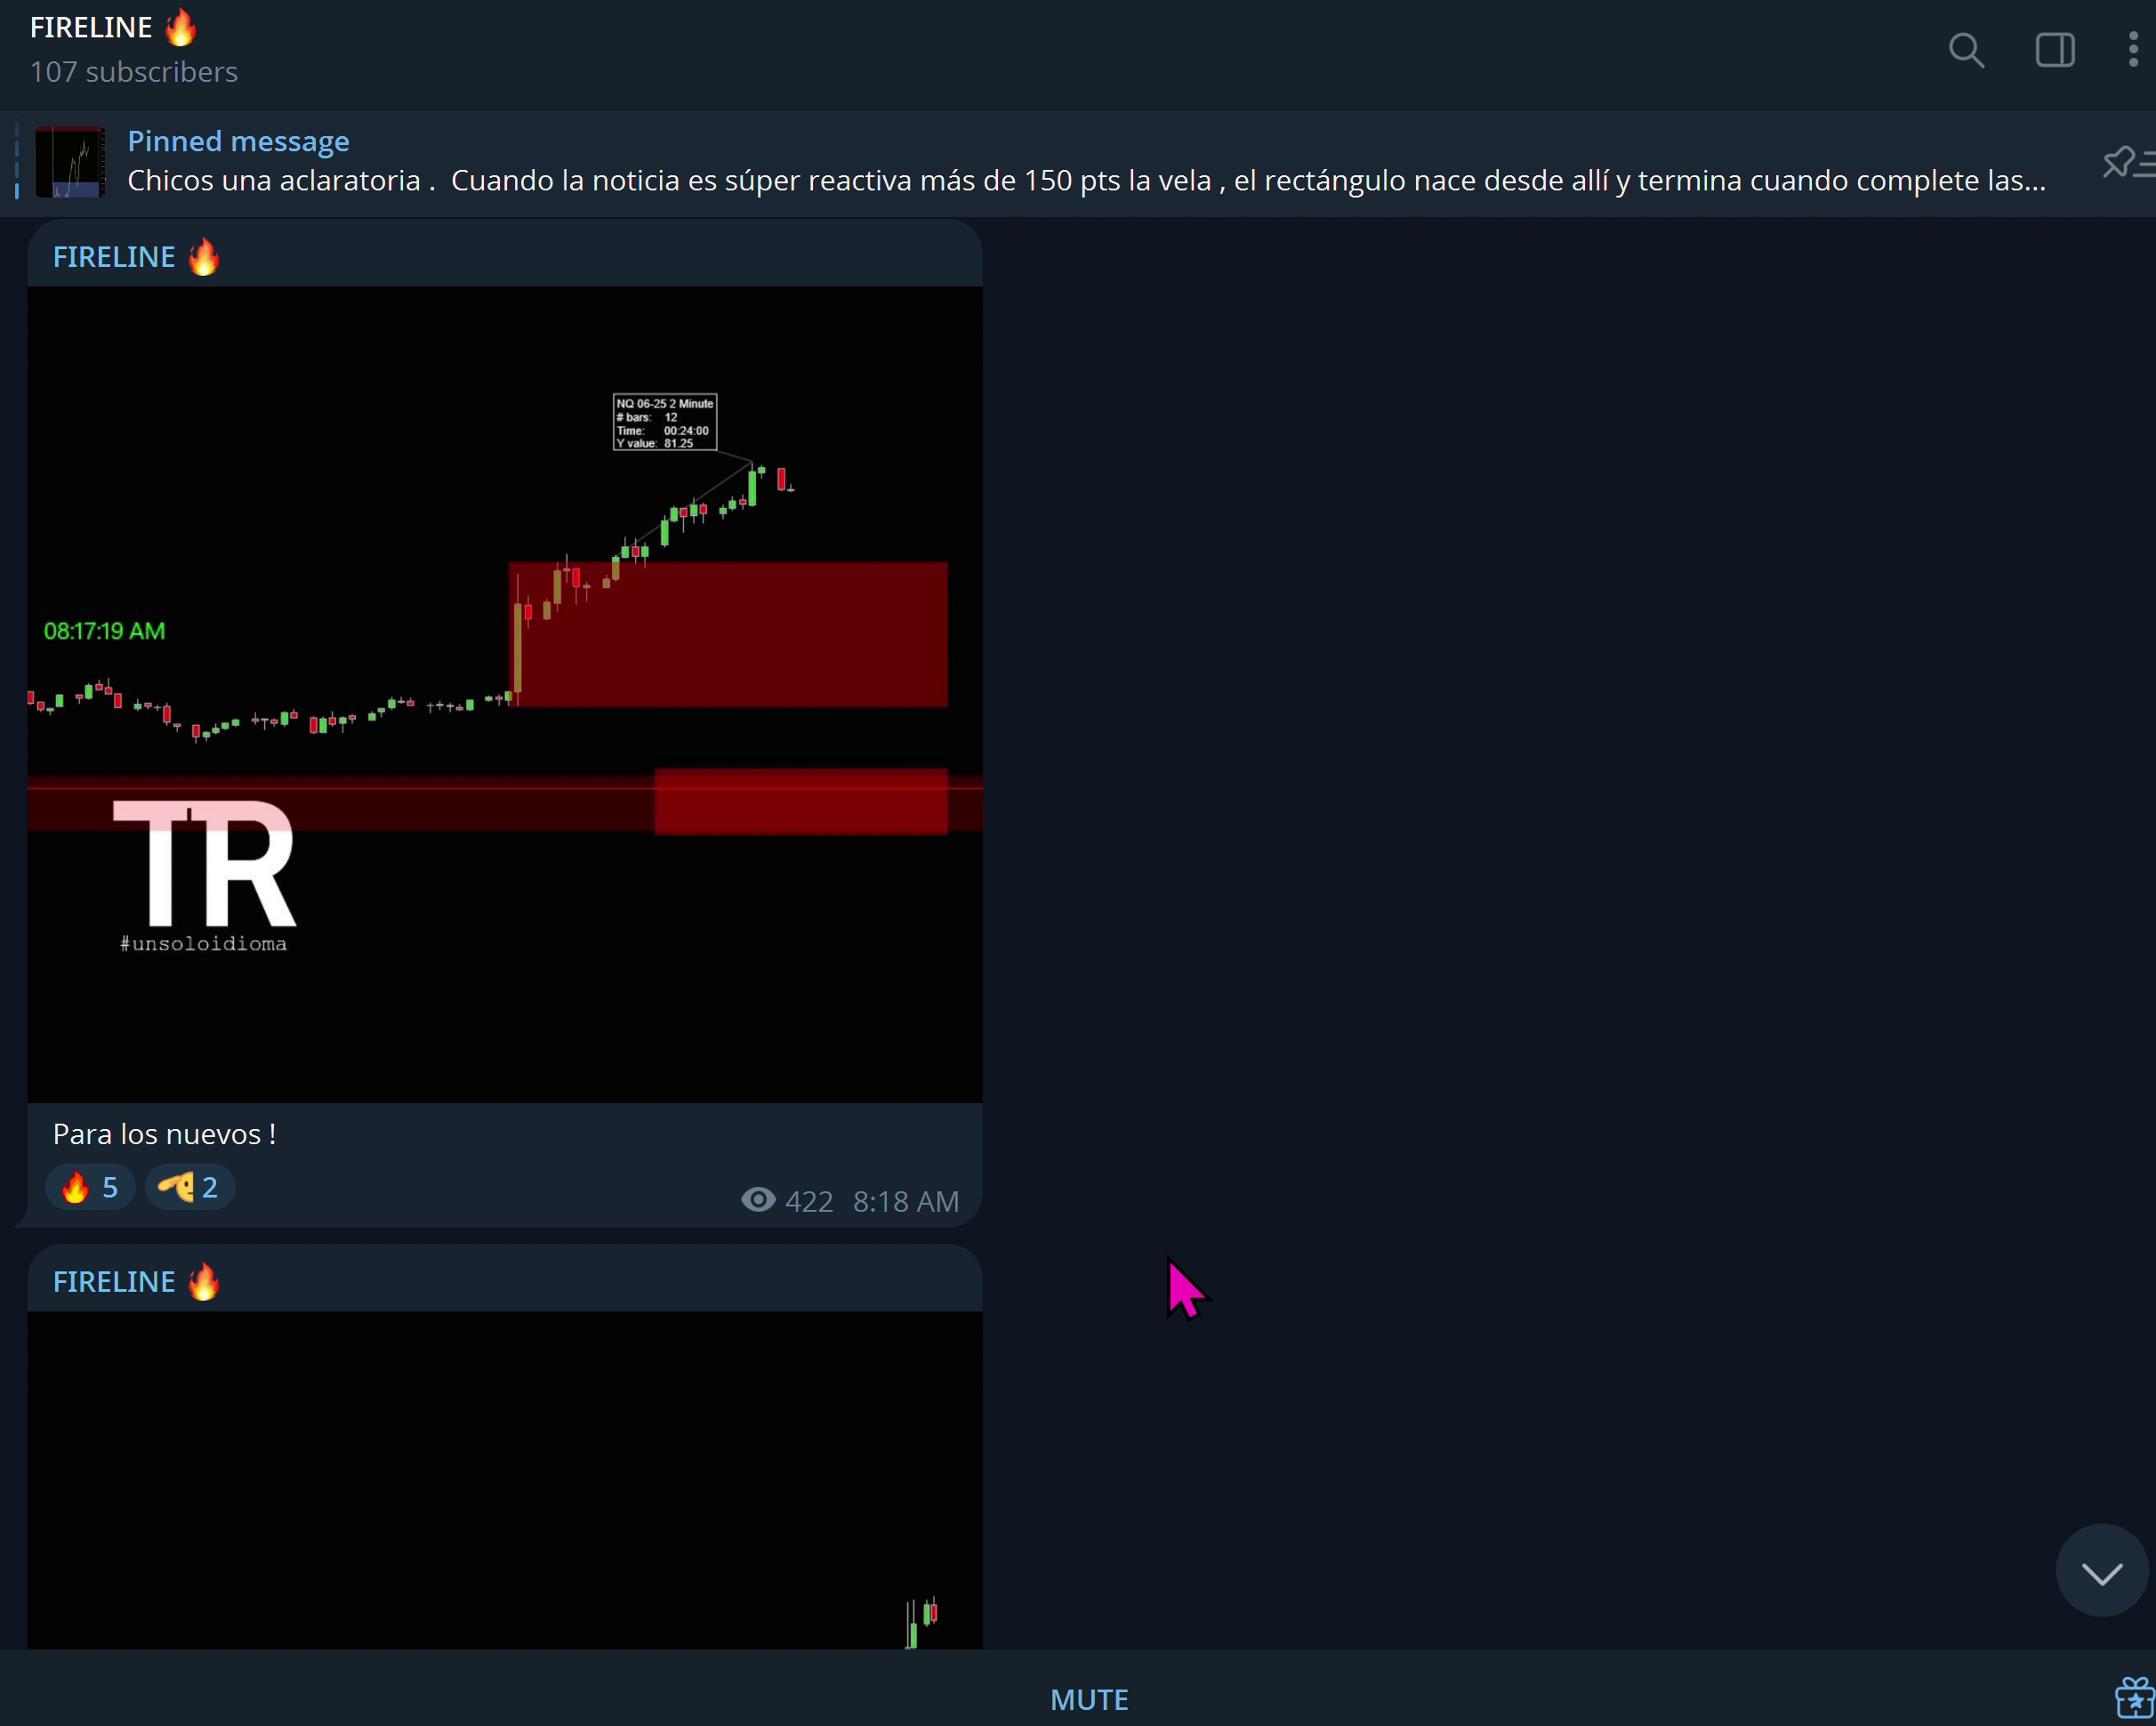 FIRELINE 🔥
107 subscribers
Pinned message
Chicos una aclaratoria .  Cuando la noticia es súper reactiva más de 150 pts la vela , el rectángulo nace desde allí y termina cuando complete las...
FIRELINE 🔥
NQ 06-25 2 Minute
# bars: 12
Time: 00:24:00
Y value: 81.25
08:17:19 AM
TR
#unsoloidioma
Para los nuevos !
🔥 5 🫡 2
422 8:18 AM
FIRELINE 🔥
MUTE